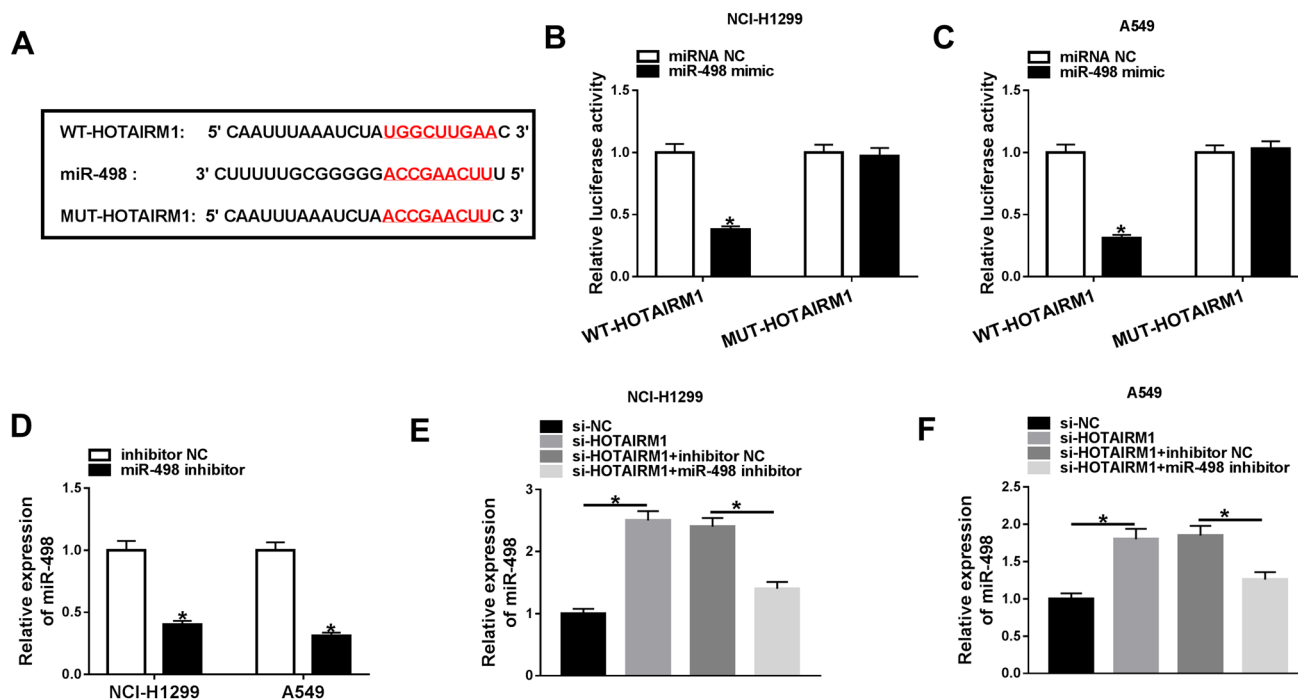 A
WT-HOTAIRM1: 5' CAAUUUAAAUCUAUGGCUUGAAC 3'
miR-498 : 3' CUUUUUGCGGGGGACCGAACUUU 5'
MUT-HOTAIRM1: 5' CAAUUUAAAUCUAACCGAACUUC 3'
B
NCI-H1299
miRNA NC
miR-498 mimic
Relative luciferase activity
1.5
1.0
0.5
0.0
*
WT-HOTAIRM1
MUT-HOTAIRM1
C
A549
miRNA NC
miR-498 mimic
Relative luciferase activity
1.5
1.0
0.5
0.0
*
WT-HOTAIRM1
MUT-HOTAIRM1
D
inhibitor NC
miR-498 inhibitor
Relative expression
of miR-498
1.5
1.0
0.5
0.0
*
*
NCI-H1299
A549
E
NCI-H1299
si-NC
si-HOTAIRM1
si-HOTAIRM1+inhibitor NC
si-HOTAIRM1+miR-498 inhibitor
Relative expression
of miR-498
3
2
1
0
*
*
F
A549
si-NC
si-HOTAIRM1
si-HOTAIRM1+inhibitor NC
si-HOTAIRM1+miR-498 inhibitor
Relative expression
of miR-498
2.5
2.0
1.5
1.0
0.5
0.0
*
*